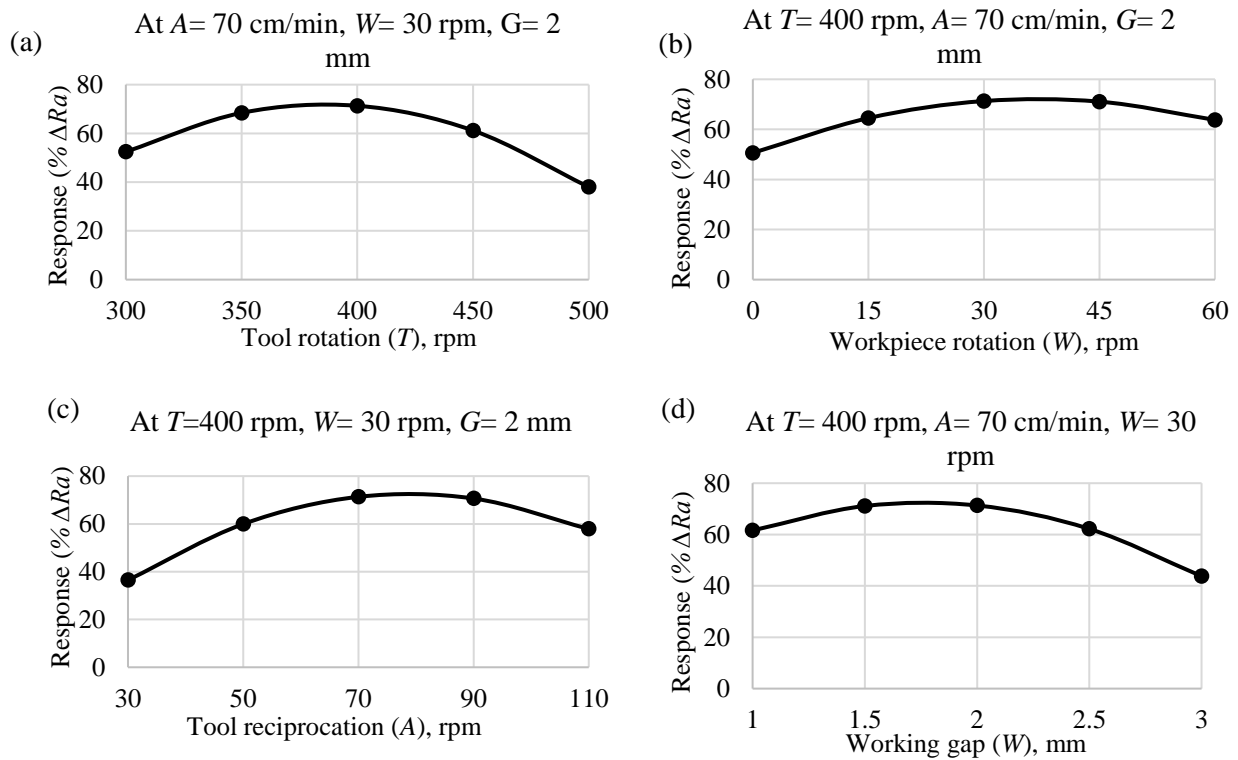 (a)
At A= 70 cm/min, W= 30 rpm, G= 2
mm
Response (% ΔRa)
80
60
40
20
0
300 350 400 450 500
Tool rotation (T), rpm
(b)
At T= 400 rpm, A= 70 cm/min, G= 2
mm
Response (% ΔRa)
80
60
40
20
0
0 15 30 45 60
Workpiece rotation (W), rpm
(c)
At T=400 rpm, W= 30 rpm, G= 2 mm
Response (% ΔRa)
80
60
40
20
0
30 50 70 90 110
Tool reciprocation (A), rpm
(d)
At T= 400 rpm, A= 70 cm/min, W= 30
rpm
Response (% ΔRa)
80
60
40
20
0
1 1.5 2 2.5 3
Working gap (W), mm